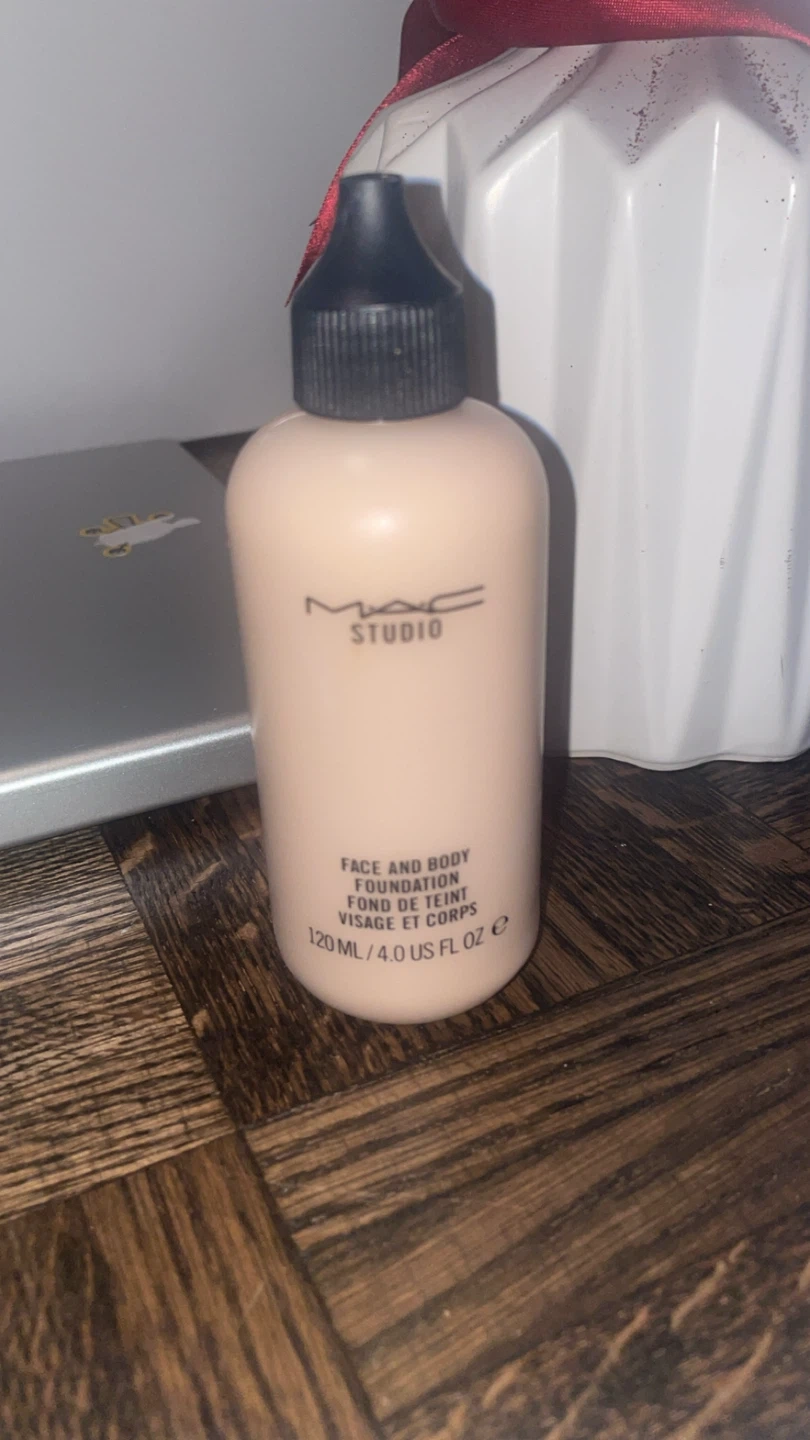 MAC
STUDIO
FACE AND BODY
FOUNDATION
FOND DE TEINT
VISAGE ET CORPS
120 ML / 4.0 US FL OZ ℮